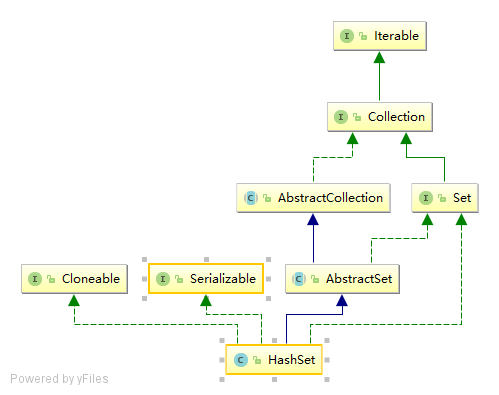 Iterable
Collection
AbstractCollection
Set
Cloneable
Serializable
AbstractSet
HashSet
Powered by yFiles